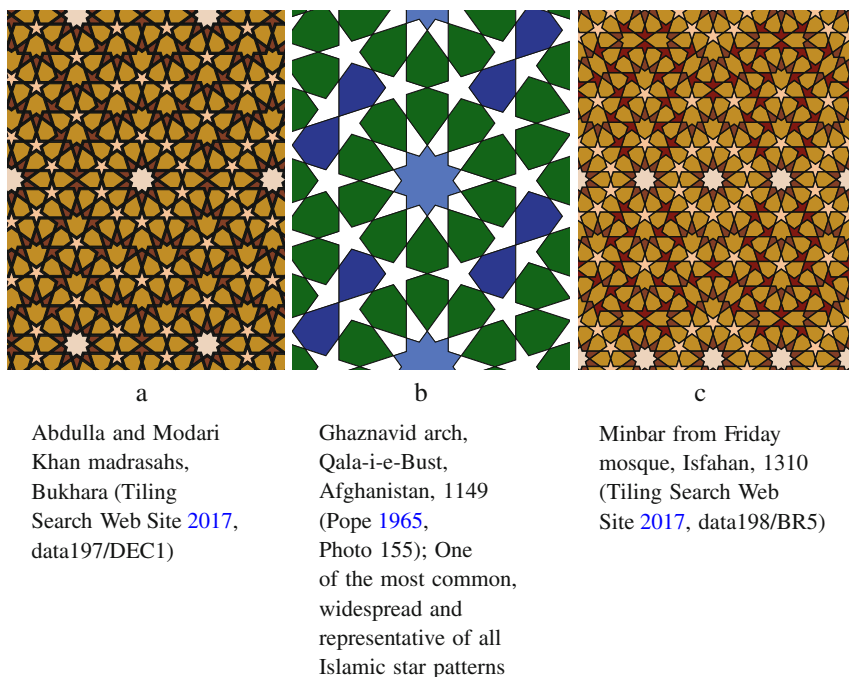 a
Abdulla and Modari
Khan madrasahs,
Bukhara (Tiling
Search Web Site 2017,
data197/DEC1)
b
Ghaznavid arch,
Qala-i-e-Bust,
Afghanistan, 1149
(Pope 1965,
Photo 155); One
of the most common,
widespread and
representative of all
Islamic star patterns
c
Minbar from Friday
mosque, Isfahan, 1310
(Tiling Search Web
Site 2017, data198/BR5)